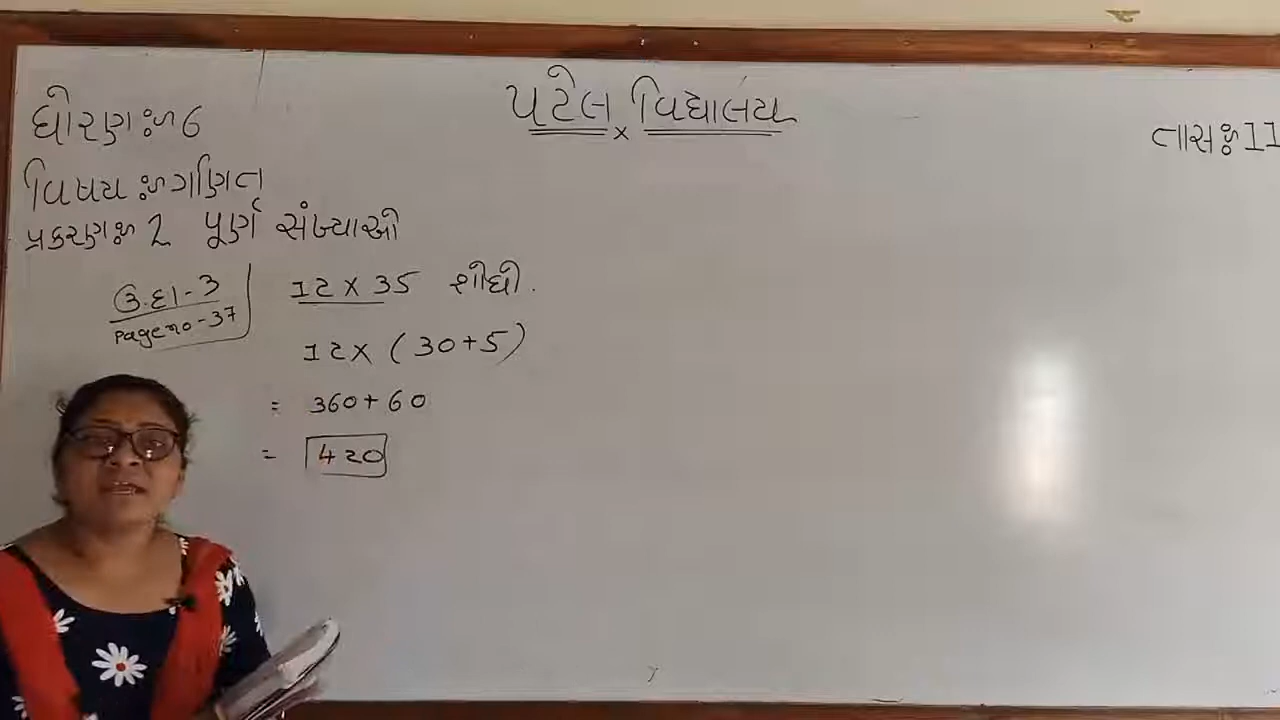 પટેલ વિદ્યાલય
x
ધોરણ ઃ- 6
તાસ ઃ- 11
વિષય ઃ- ગણિત
પ્રકરણ ઃ- 2 પૂર્ણ સંખ્યાઓ
ઉ.દા-3
Page no-37
12 x 35 શોધો.
12 x (30+5)
= 360+60
= 420